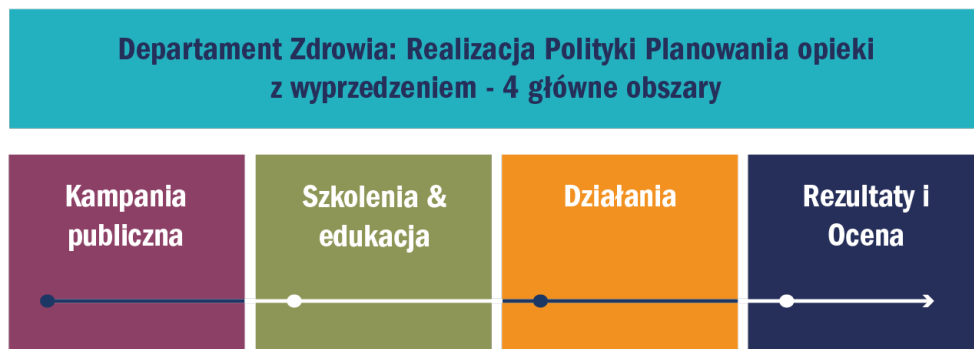 Departament Zdrowia: Realizacja Polityki Planowania opieki
z wyprzedzeniem - 4 główne obszary
Kampania
publiczna
Szkolenia &
edukacja
Działania
Rezultaty i
Ocena